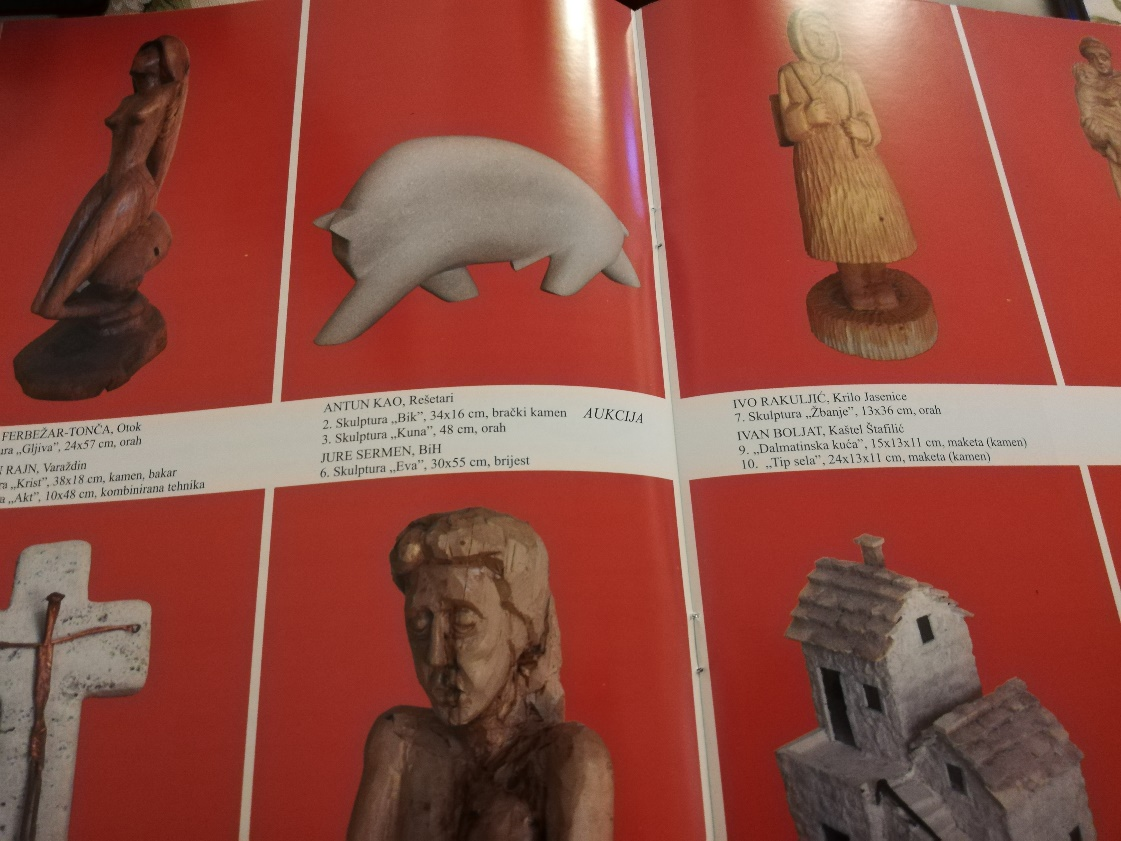 FERBEŽAR-TONČA, Otok
ura „Gljiva”, 24x57 cm, orah
RAJN, Varaždin
ra „Krist”, 38x18 cm, kamen, bakar
a „Akt”, 10x48 cm, kombinirana tehnika
ANTUN KAO, Rešetari
2. Skulptura „Bik”, 34x16 cm, brački kamen
3. Skulptura „Kuna”, 48 cm, orah
JURE SERMEN, BiH
6. Skulptura „Eva”, 30x55 cm, brijest
AUKCIJA
IVO RAKULJIĆ, Krilo Jasenice
7. Skulptura „Žbanje”, 13x36 cm, orah
IVAN BOLJAT, Kaštel Štafilić
9. „Dalmatinska kuća”, 15x13x11 cm, maketa (kamen)
10. „Tip sela”, 24x13x11 cm, maketa (kamen)